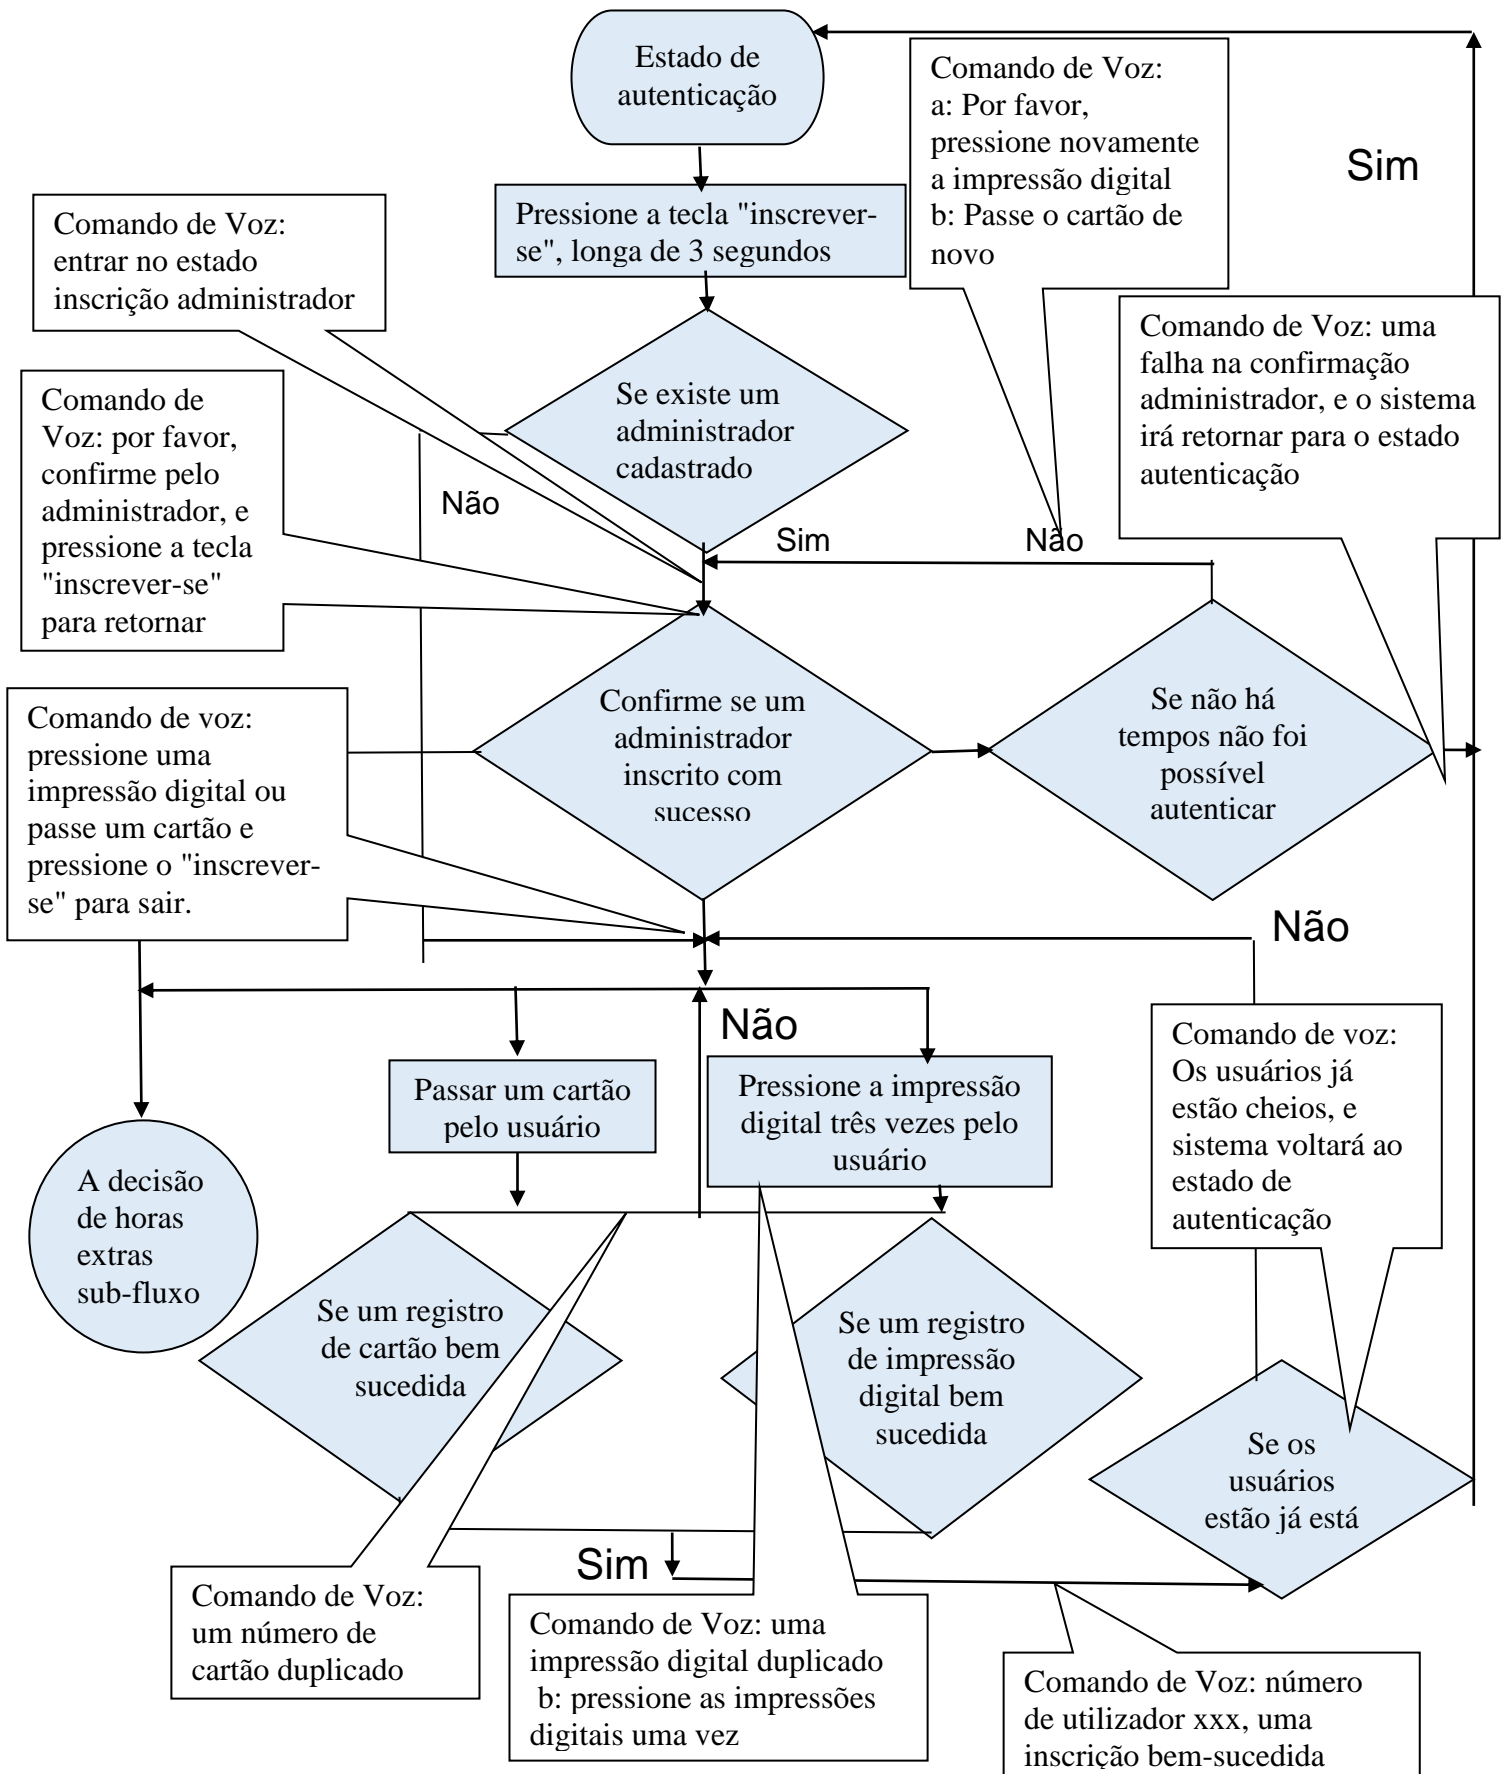 Estado de
autenticação
Comando de Voz:
a: Por favor,
pressione novamente
a impressão digital
b: Passe o cartão de
novo
Sim
Pressione a tecla "inscrever-
se", longa de 3 segundos
Comando de Voz:
entrar no estado
inscrição administrador
Comando de Voz: uma
falha na confirmação
administrador, e o sistema
irá retornar para o estado
autenticação
Se existe um
administrador
cadastrado
Comando de
Voz: por favor,
confirme pelo
administrador, e
pressione a tecla
"inscrever-se"
para retornar
Não
Sim
Não
Confirme se um
administrador
inscrito com
sucesso
Se não há
tempos não foi
possível
autenticar
Comando de voz:
pressione uma
impressão digital ou
passe um cartão e
pressione o "inscrever-
se" para sair.
Não
Não
Passar um cartão
pelo usuário
Pressione a impressão
digital três vezes pelo
usuário
Comando de voz:
Os usuários já
estão cheios, e
sistema voltará ao
estado de
autenticação
A decisão
de horas
extras
sub-fluxo
Se um registro
de cartão bem
sucedida
Se um registro
de impressão
digital bem
sucedida
Se os
usuários
estão já está
Sim
Comando de Voz:
um número de
cartão duplicado
Comando de Voz: uma
impressão digital duplicado
b: pressione as impressões
digitais uma vez
Comando de Voz: número
de utilizador xxx, uma
inscrição bem-sucedida